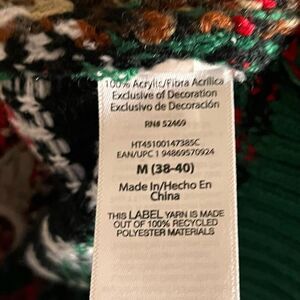 100% Acrylic/Fibra Acrílica
Exclusive of Decoration
Exclusivo de Decoración
RN# 52469
HT45100147385C
EAN/UPC 1 94869570924
M (38-40)
Made In/Hecho En
China
THIS LABEL YARN IS MADE
OUT OF 100% RECYCLED
POLYESTER MATERIALS